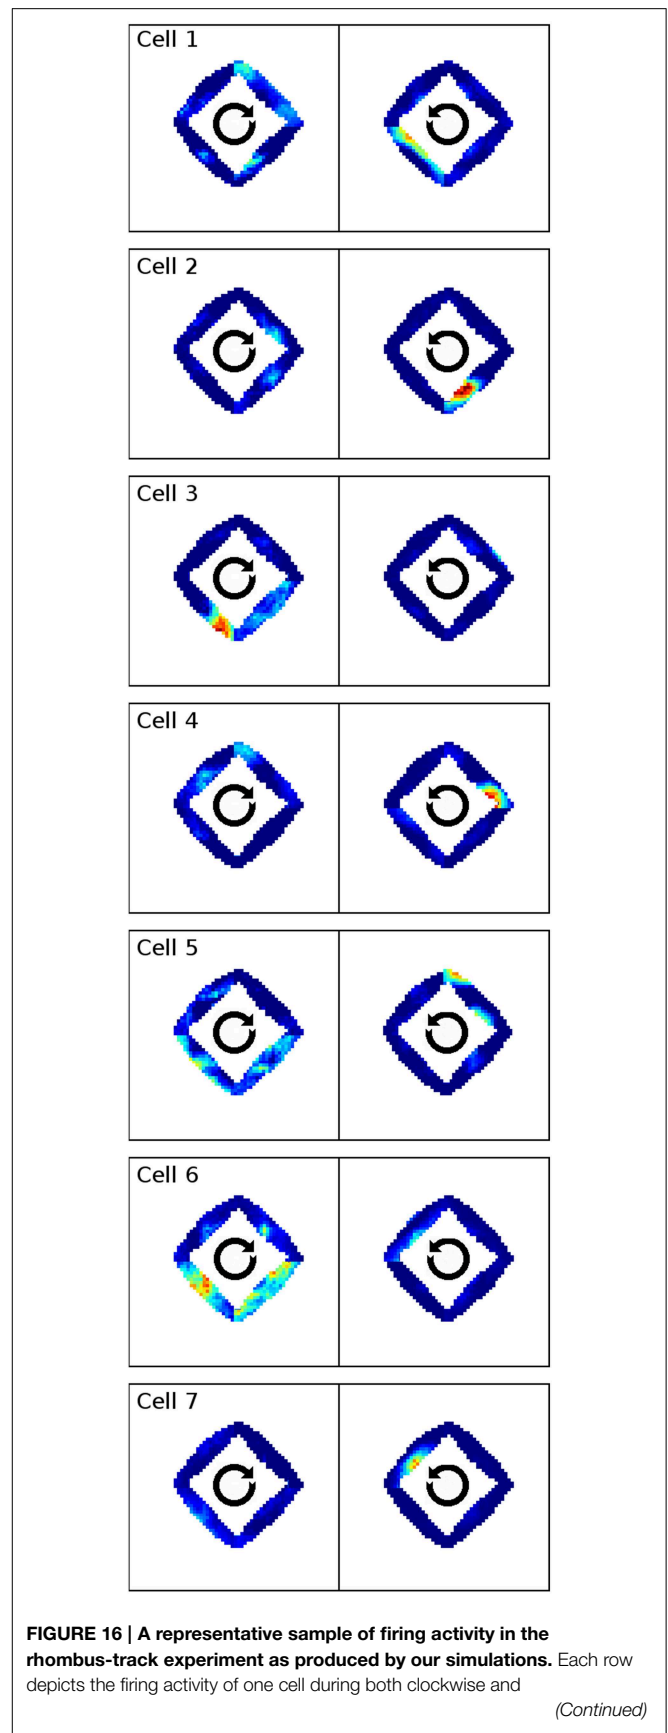 Cell 1
Cell 2
Cell 3
Cell 4
Cell 5
Cell 6
Cell 7
FIGURE 16 | A representative sample of firing activity in the
rhombus-track experiment as produced by our simulations. Each row
depicts the firing activity of one cell during both clockwise and
(Continued)